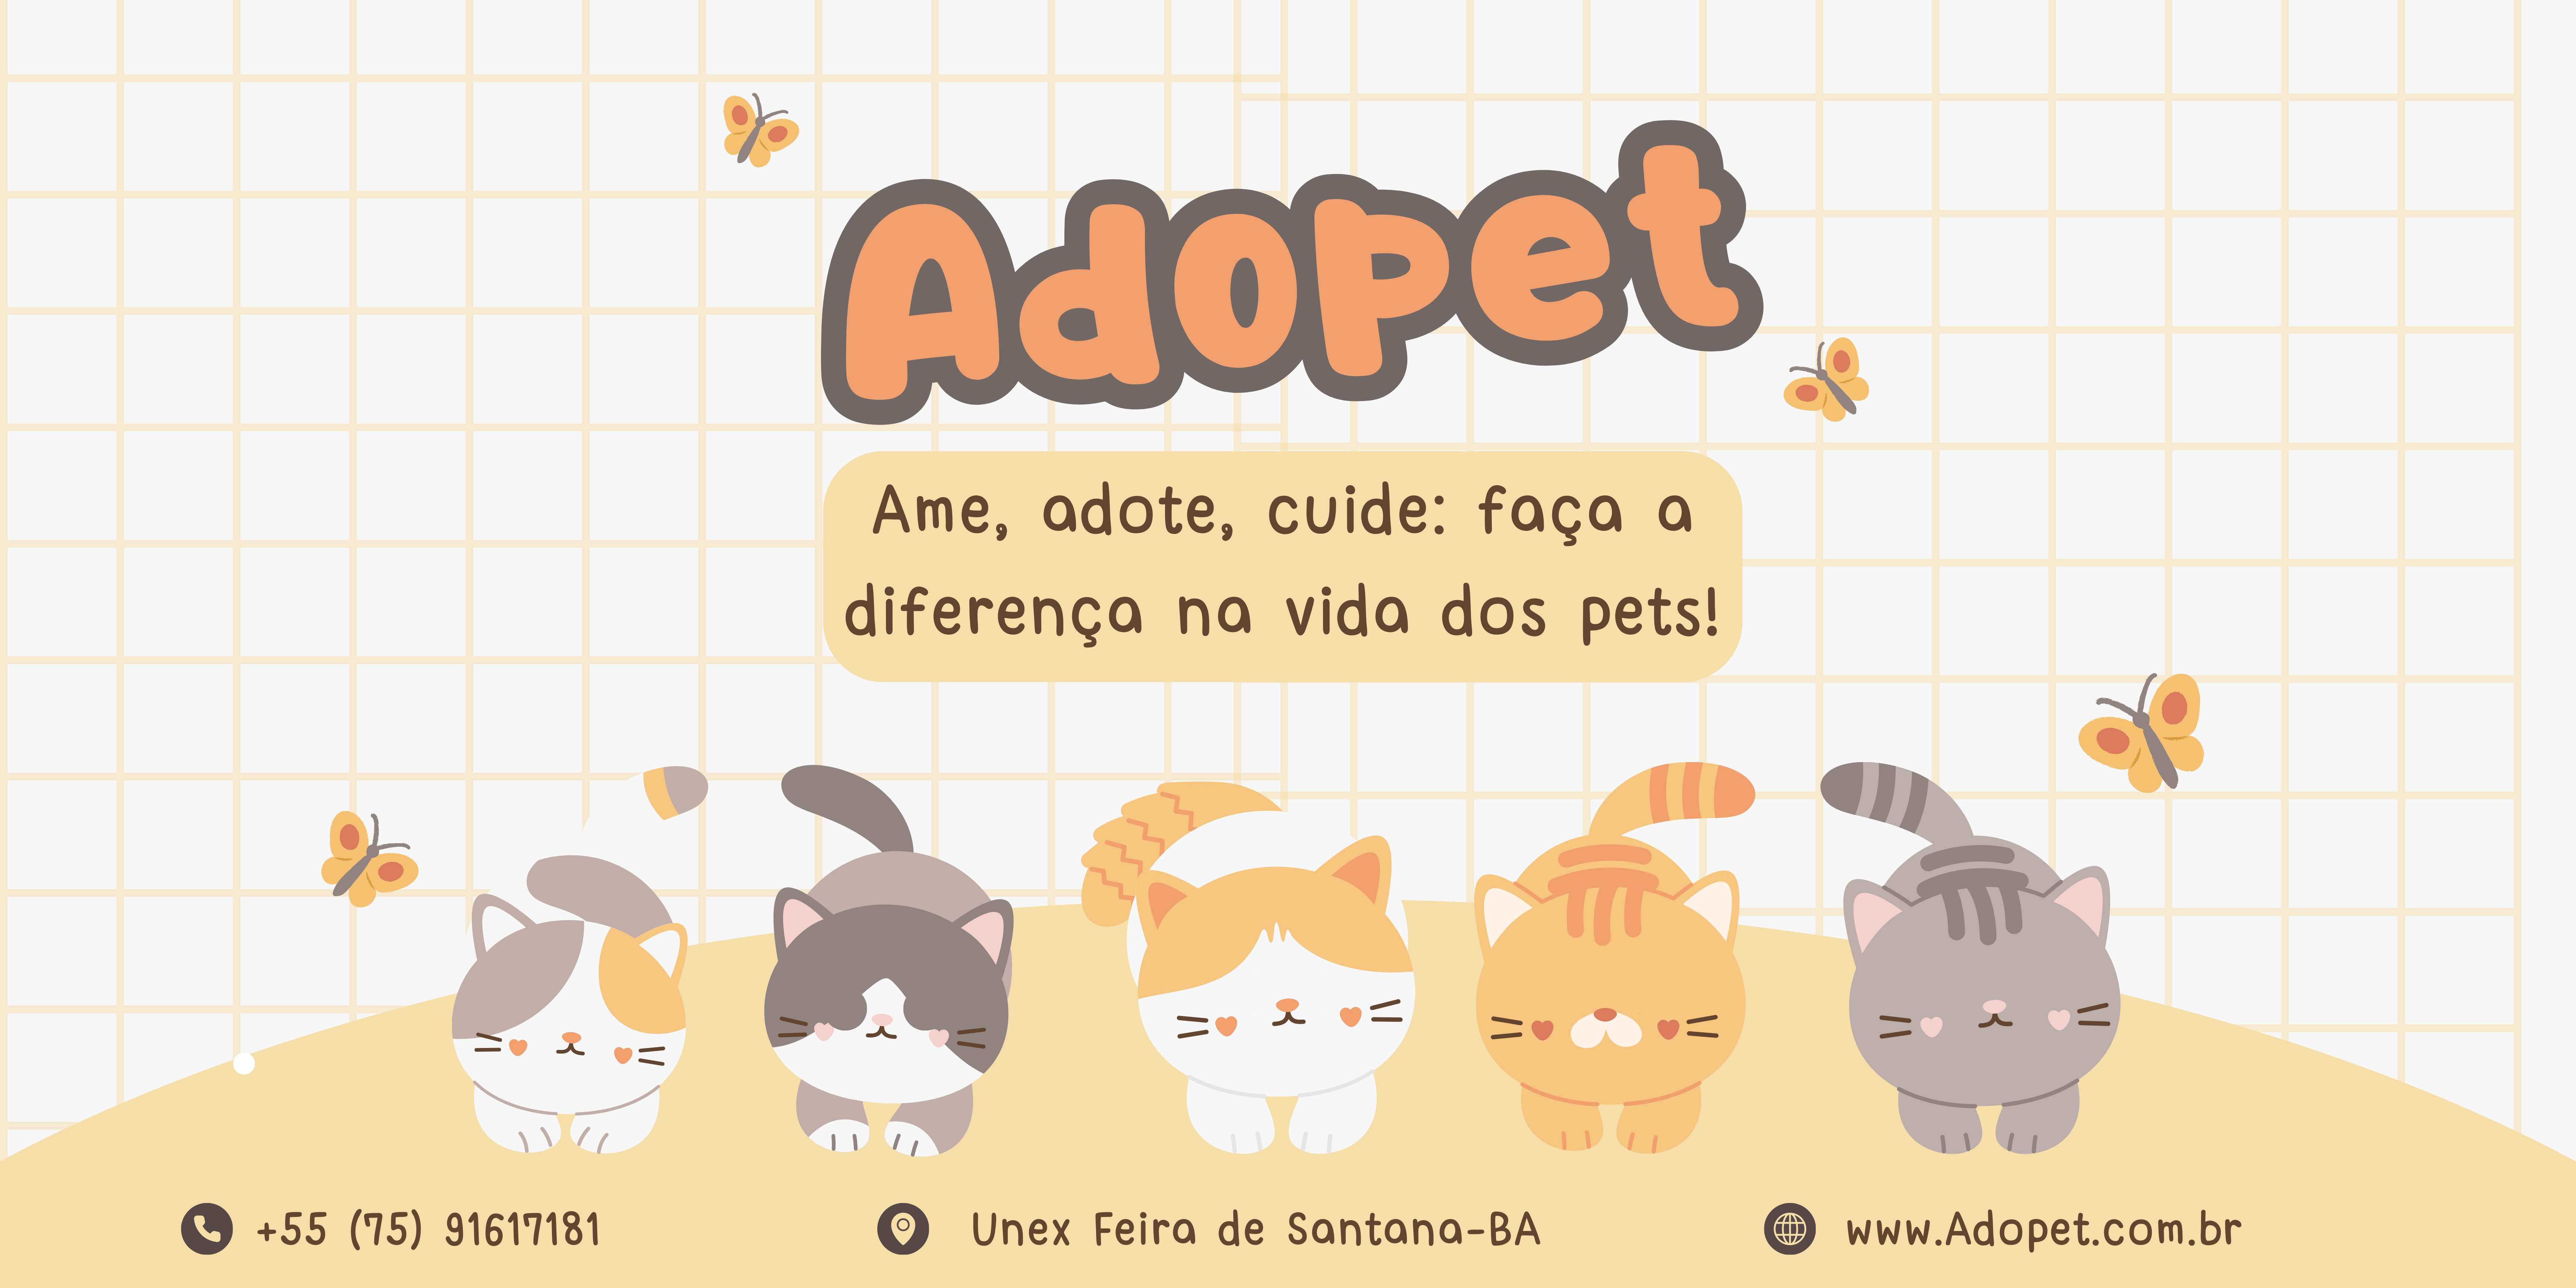 Adopet
Ame, adote, cuide: faça a
diferença na vida dos pets!
+55 (75) 91617181
Unex Feira de Santana-BA
www.Adopet.com.br